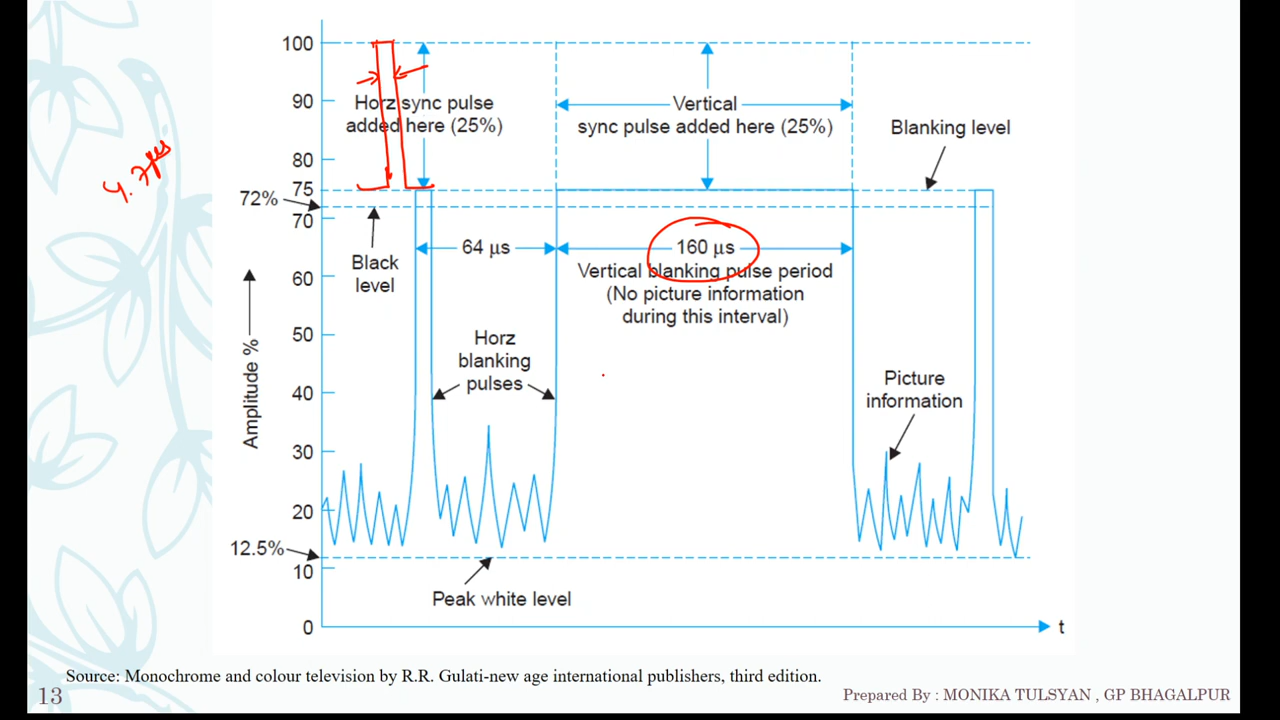 100
90
80
75
72%
70
60
50
40
30
20
12.5%
10
0
Amplitude %
Horz sync pulse
added here (25%)
Vertical
sync pulse added here (25%)
Blanking level
4.7μs
Black
level
64 μs
160 μs
Vertical blanking pulse period
(No picture information
during this interval)
Horz
blanking
pulses
Picture
information
Peak white level
t
Source: Monochrome and colour television by R.R. Gulati-new age international publishers, third edition.
13
Prepared By : MONIKA TULSYAN , GP BHAGALPUR